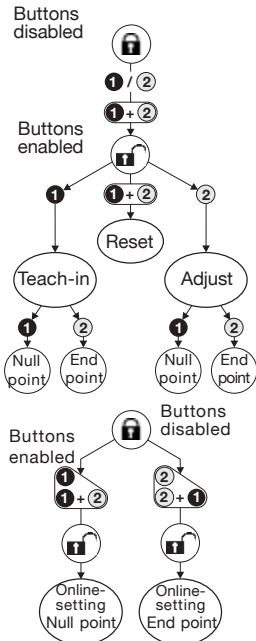 Buttons
disabled
1 / 2
1 + 2
Buttons
enabled
1
1 + 2
2
Reset
Teach-in
Adjust
1
2
1
2
Null
point
End
point
Null
point
End
point
Buttons
disabled
Buttons
enabled
1
1 + 2
2
2 + 1
Online-
setting
Null point
Online-
setting
End point